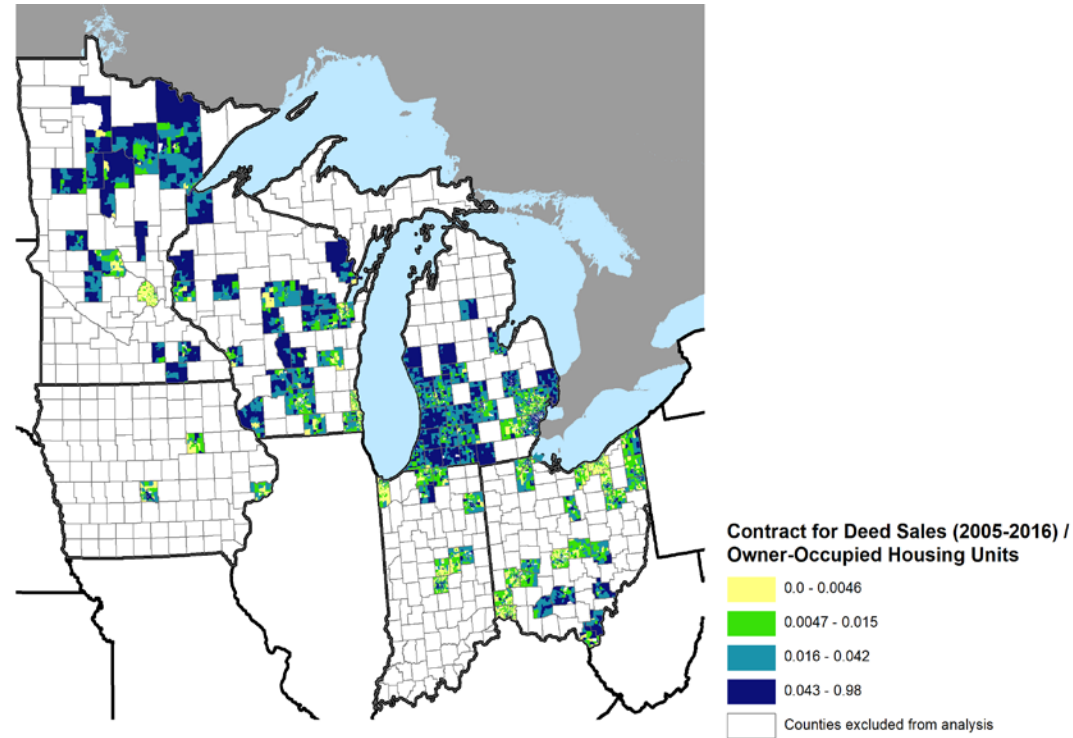 Contract for Deed Sales (2005-2016) /
Owner-Occupied Housing Units
0.0 - 0.0046
0.0047 - 0.015
0.016 - 0.042
0.043 - 0.98
Counties excluded from analysis